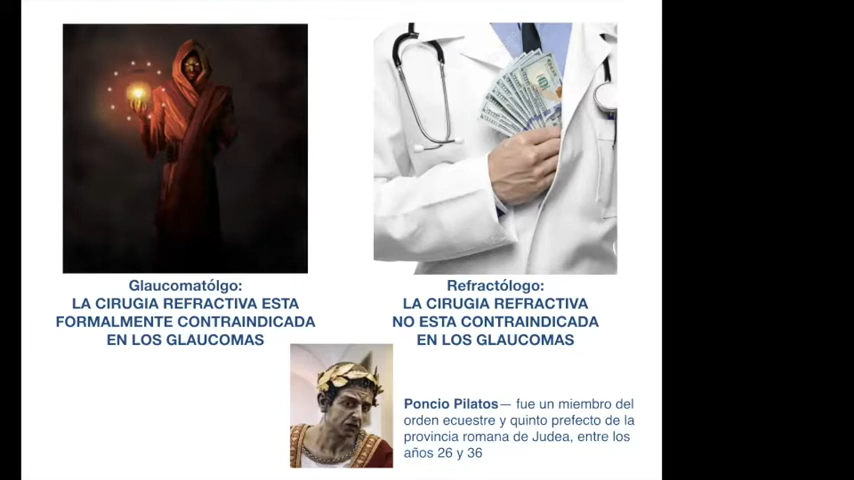 Glaucomatólgo:
LA CIRUGIA REFRACTIVA ESTA
FORMALMENTE CONTRAINDICADA
EN LOS GLAUCOMAS
Refractólogo:
LA CIRUGIA REFRACTIVA
NO ESTA CONTRAINDICADA
EN LOS GLAUCOMAS
Poncio Pilatos— fue un miembro del
orden ecuestre y quinto prefecto de la
provincia romana de Judea, entre los
años 26 y 36